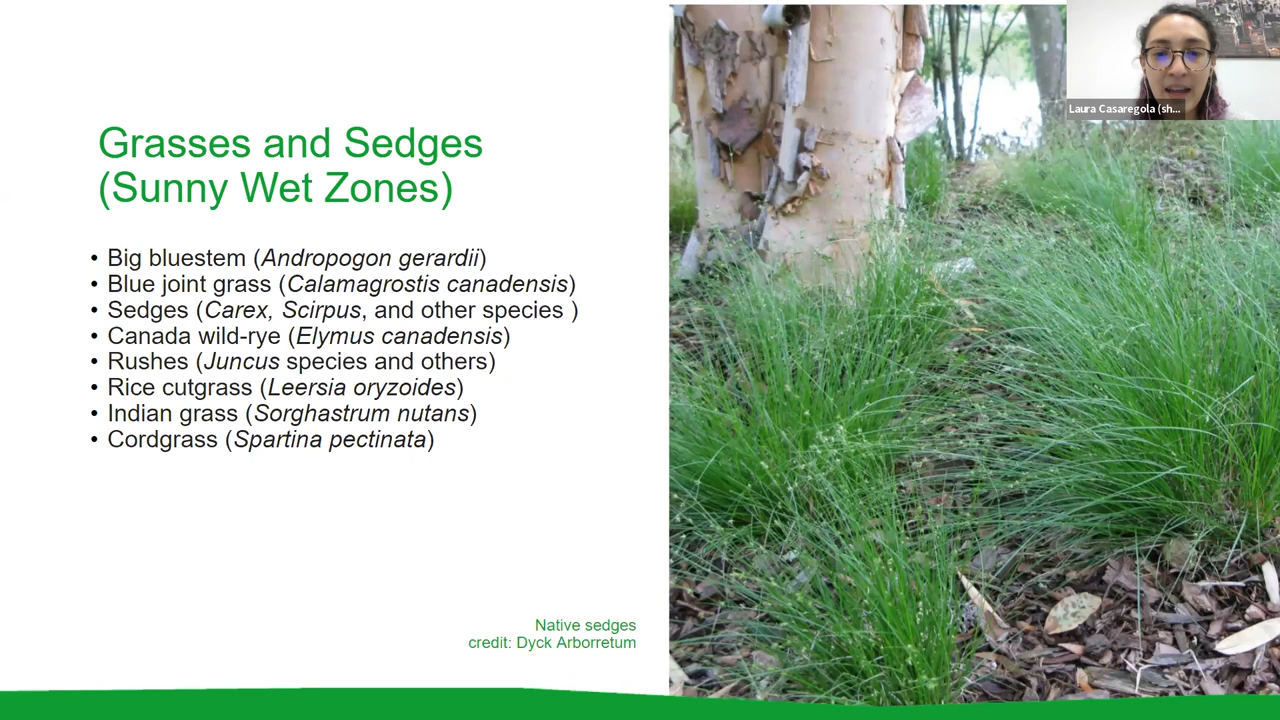 Grasses and Sedges
(Sunny Wet Zones)
• Big bluestem (Andropogon gerardii)
• Blue joint grass (Calamagrostis canadensis)
• Sedges (Carex, Scirpus, and other species )
• Canada wild-rye (Elymus canadensis)
• Rushes (Juncus species and others)
• Rice cutgrass (Leersia oryzoides)
• Indian grass (Sorghastrum nutans)
• Cordgrass (Spartina pectinata)
Native sedges
credit: Dyck Arborretum
Laura Casaregola (sh...